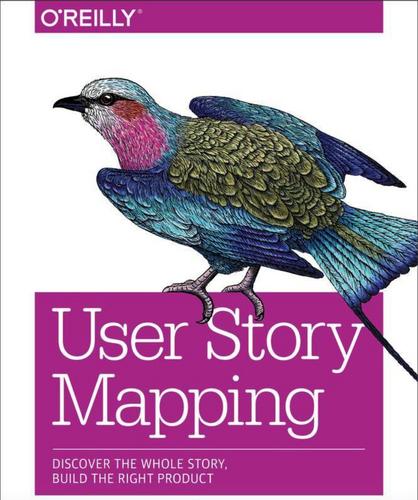 O'REILLY®
User Story
Mapping
DISCOVER THE WHOLE STORY,
BUILD THE RIGHT PRODUCT